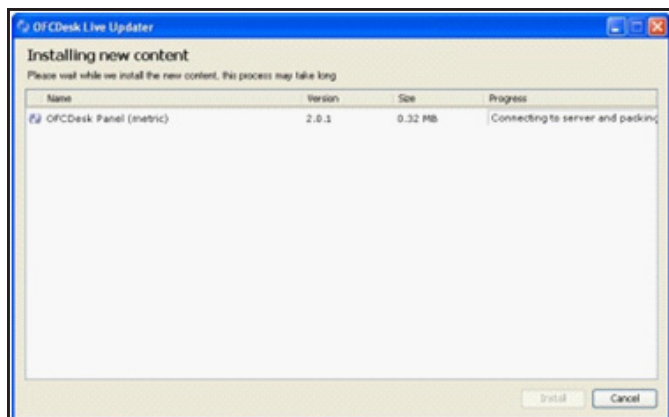 OFCDesk Live Updater
Installing new content
Please wait while we install the new content, this process may take long
Name Version Size Progress
OFCDesk Panel (metric) 2.0.1 0.32 MB Connecting to server and packing
Install Cancel